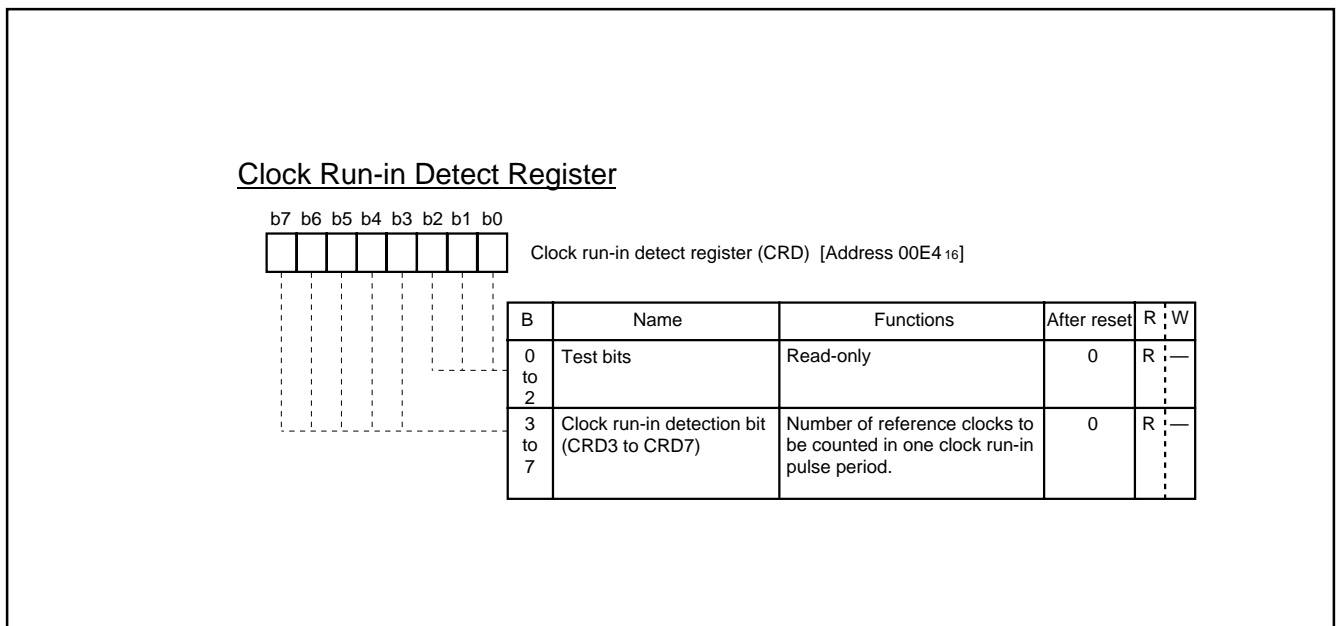 Clock Run-in Detect Register
b7 b6 b5 b4 b3 b2 b1 b0
Clock run-in detect register (CRD) [Address 00E4 16]
B Name Functions After reset R W
0 to 2 Test bits Read-only 0 R —
3 to 7 Clock run-in detection bit (CRD3 to CRD7) Number of reference clocks to be counted in one clock run-in pulse period. 0 R —